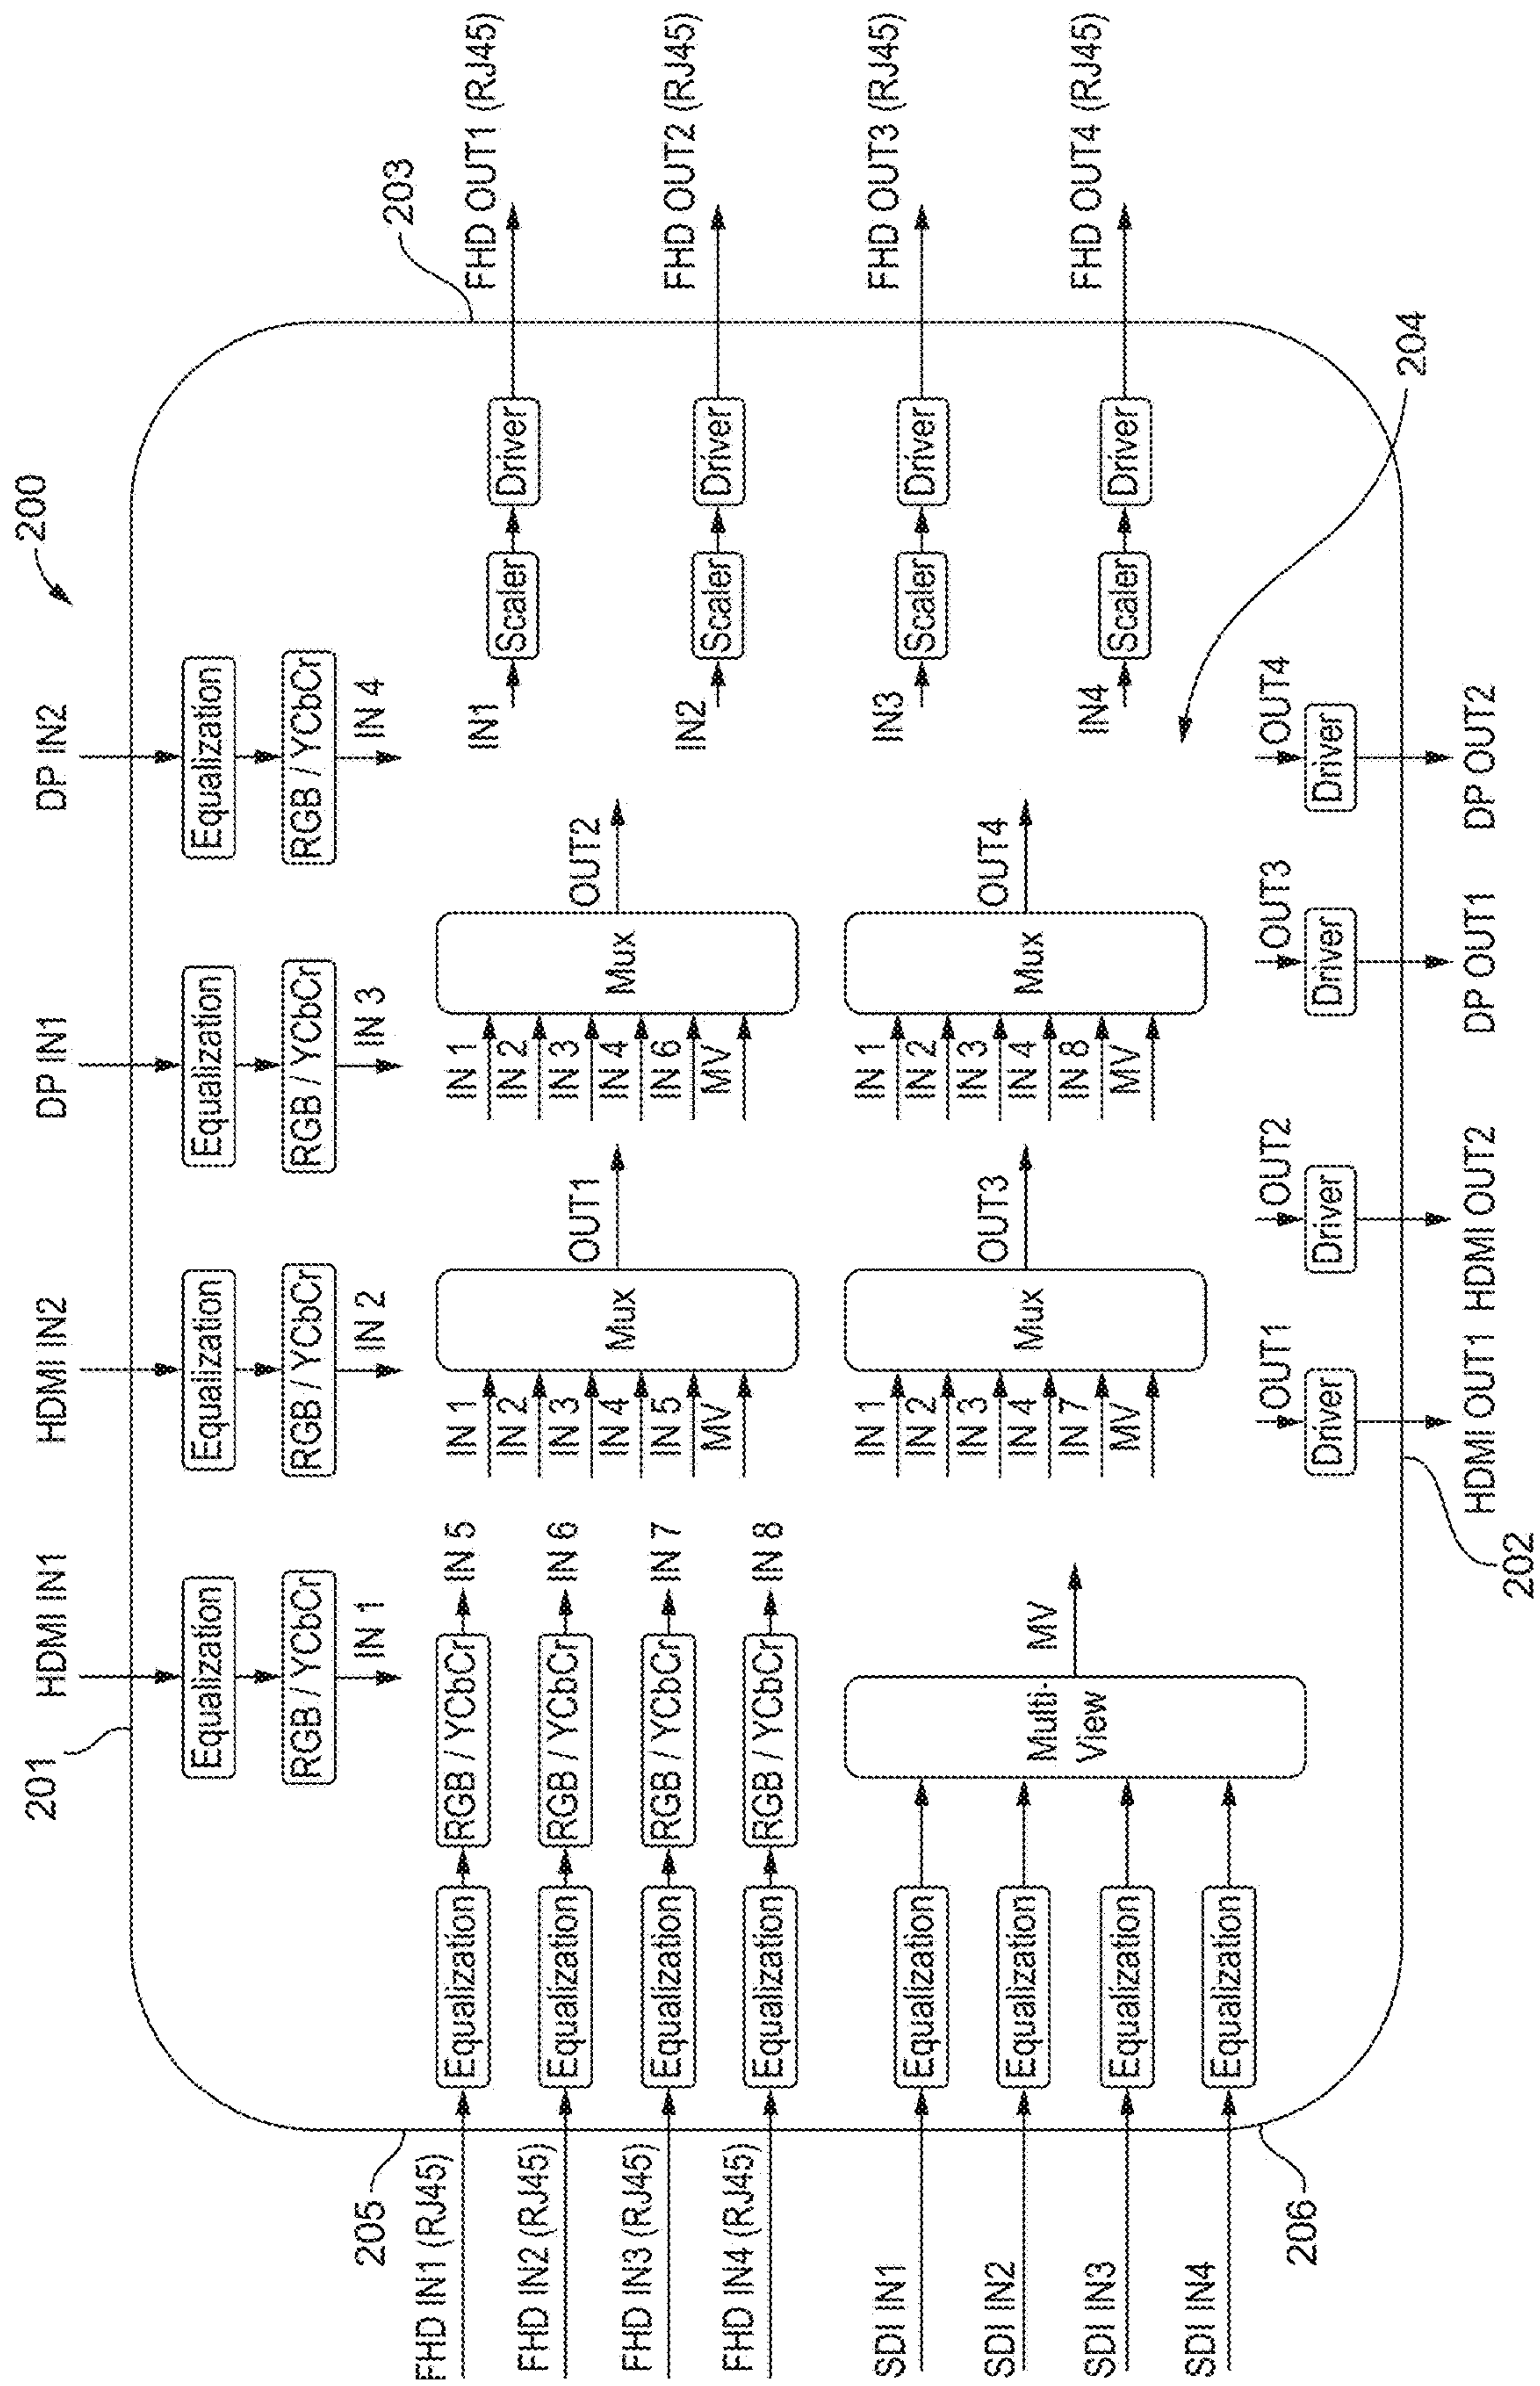 200
201
HDMI IN1
HDMI IN2
DP IN1
DP IN2
Equalization
Equalization
Equalization
Equalization
RGB / YCbCr
RGB / YCbCr
RGB / YCbCr
RGB / YCbCr
IN 1
IN 2
IN 3
IN 4
205
FHD IN1 (RJ45)
Equalization
RGB / YCbCr
IN 5
FHD IN2 (RJ45)
Equalization
RGB / YCbCr
IN 6
FHD IN3 (RJ45)
Equalization
RGB / YCbCr
IN 7
FHD IN4 (RJ45)
Equalization
RGB / YCbCr
IN 8
IN 1
IN 2
IN 3
IN 4
IN 5
MV
Mux
OUT1
IN 1
IN 2
IN 3
IN 4
IN 6
MV
Mux
OUT2
203
IN1
Scaler
Driver
FHD OUT1 (RJ45)
IN2
Scaler
Driver
FHD OUT2 (RJ45)
IN3
Scaler
Driver
FHD OUT3 (RJ45)
IN4
Scaler
Driver
FHD OUT4 (RJ45)
SDI IN1
Equalization
SDI IN2
Equalization
SDI IN3
Equalization
SDI IN4
Equalization
206
Multi-
View
MV
IN 1
IN 2
IN 3
IN 4
IN 7
MV
Mux
OUT3
IN 1
IN 2
IN 3
IN 4
IN 8
MV
Mux
OUT4
204
OUT1
OUT2
OUT3
OUT4
Driver
Driver
Driver
Driver
202
HDMI OUT1
HDMI OUT2
DP OUT1
DP OUT2